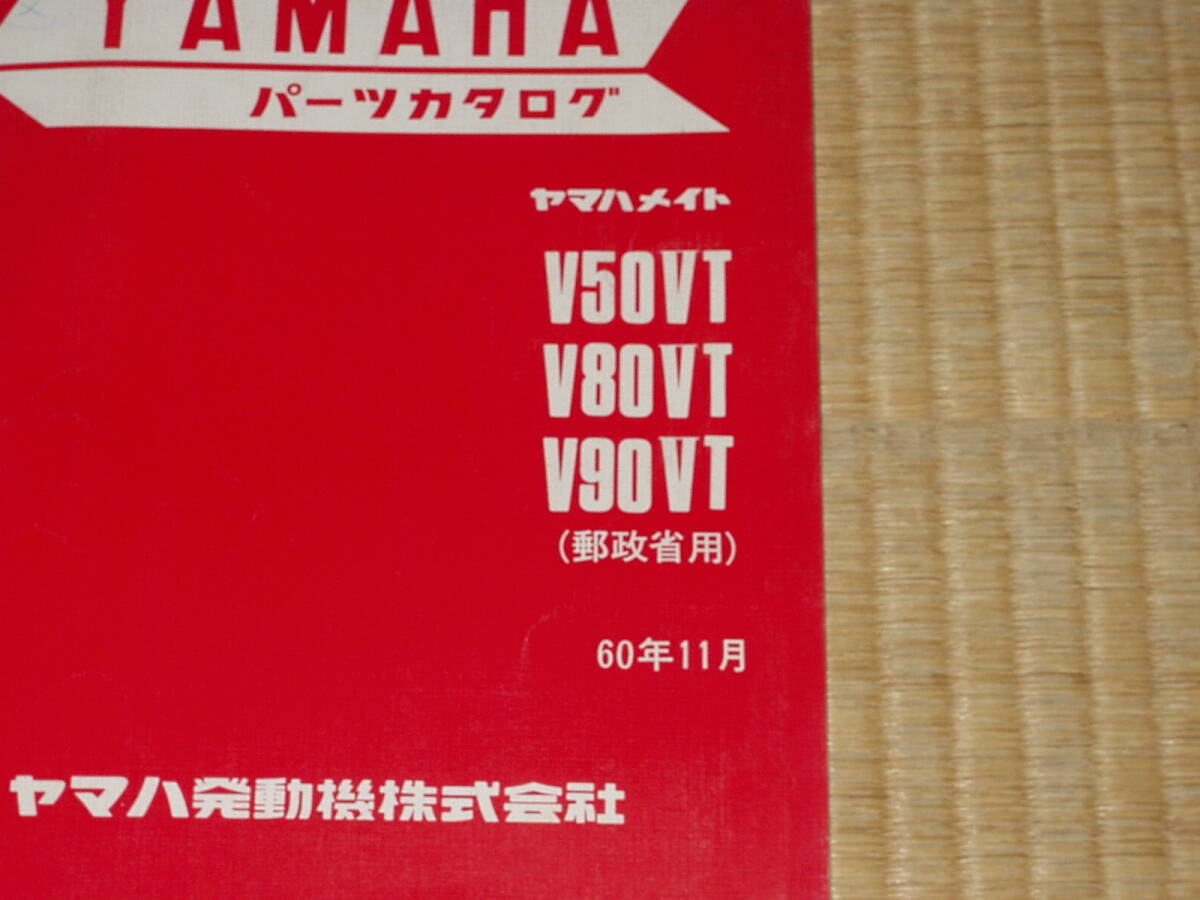 YAMAHA
パーツカタログ
ヤマハメイト
V50VT
V80VT
V90VT
(郵政省用)
60年11月
ヤマハ発動機株式会社